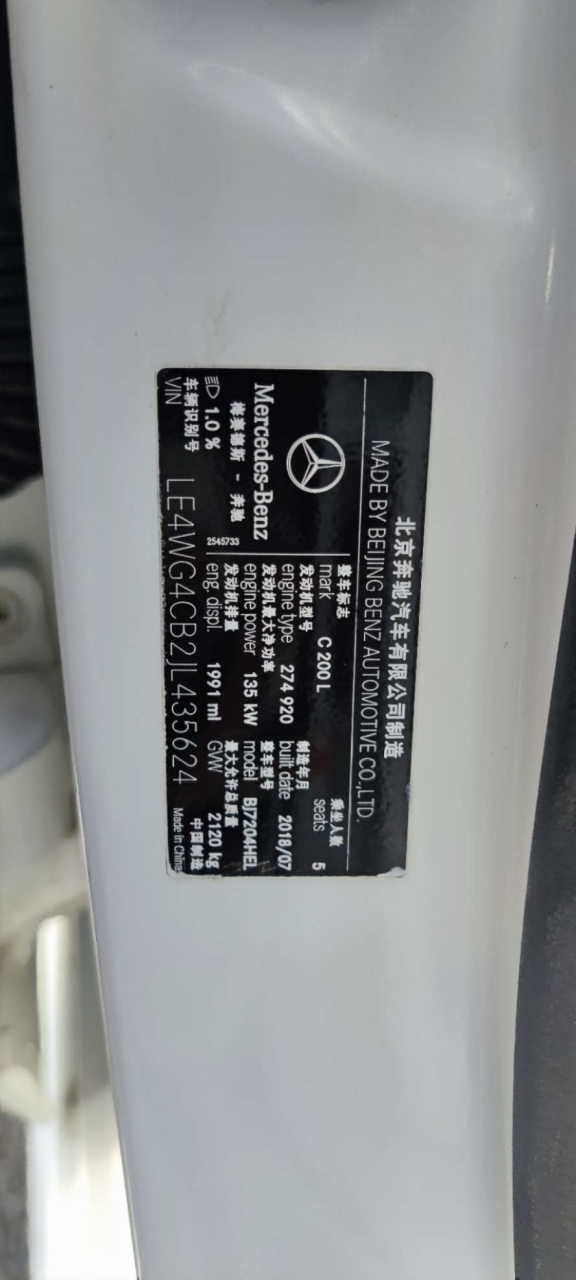 北京奔驰汽车有限公司制造
MADE BY BEIJING BENZ AUTOMOTIVE CO.,LTD.
整车标志
mark C 200 L
乘坐人数
seats 5
发动机型号
engine type 274 920
制造年月
built date 2018/07
发动机最大净功率
engine power 135 kW
整车型号
model BJ7204HEL
发动机排量
eng. displ. 1991 ml
最大允许总质量
GVW 2120 kg
Mercedes-Benz
梅赛德斯 - 奔驰
1.0 %
2545733
车辆识别号
VIN LE4WG4CB2JL435624
中国制造
Made in China